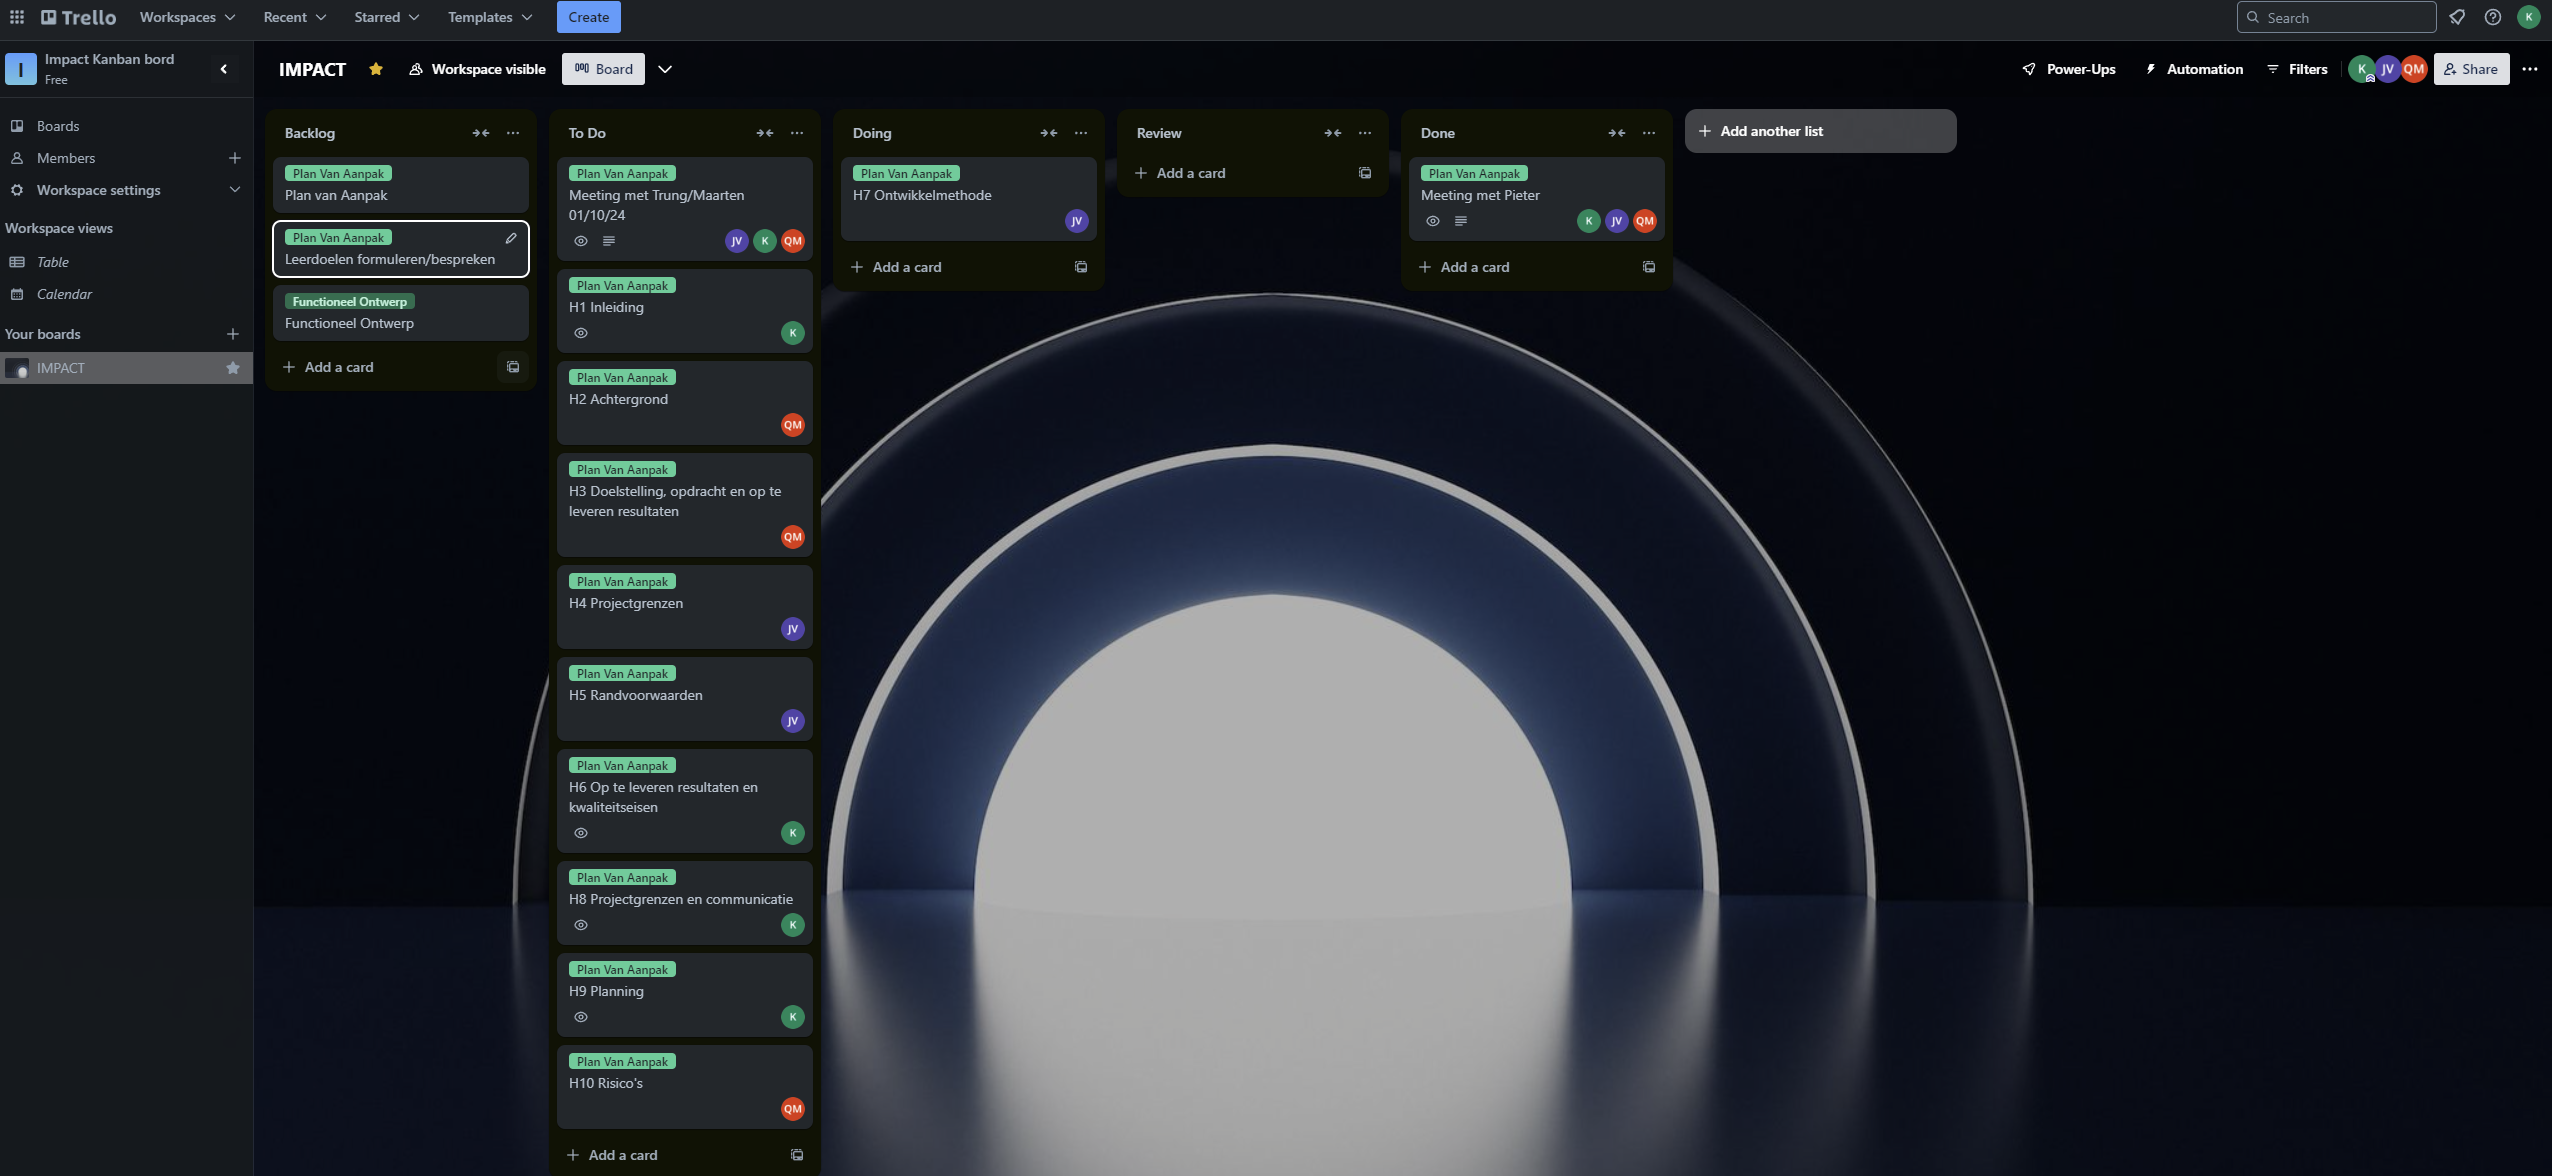 Trello
Workspaces
Recent
Starred
Templates
Create
Search
K
I
Impact Kanban bord
Free
Boards
Members
Workspace settings
Workspace views
Table
Calendar
Your boards
IMPACT
IMPACT
Workspace visible
Board
Power-Ups
Automation
Filters
K
JV
QM
Share
Backlog
Plan Van Aanpak
Plan van Aanpak
Plan Van Aanpak
Leerdoelen formuleren/bespreken
Functioneel Ontwerp
Functioneel Ontwerp
Add a card
To Do
Plan Van Aanpak
Meeting met Trung/Maarten
01/10/24
JV
K
QM
Plan Van Aanpak
H1 Inleiding
K
Plan Van Aanpak
H2 Achtergrond
QM
Plan Van Aanpak
H3 Doelstelling, opdracht en op te
leveren resultaten
QM
Plan Van Aanpak
H4 Projectgrenzen
JV
Plan Van Aanpak
H5 Randvoorwaarden
JV
Plan Van Aanpak
H6 Op te leveren resultaten en
kwaliteitseisen
K
Plan Van Aanpak
H8 Projectgrenzen en communicatie
K
Plan Van Aanpak
H9 Planning
K
Plan Van Aanpak
H10 Risico's
QM
Add a card
Doing
Plan Van Aanpak
H7 Ontwikkelmethode
JV
Add a card
Review
Add a card
Done
Plan Van Aanpak
Meeting met Pieter
K
JV
QM
Add a card
Add another list